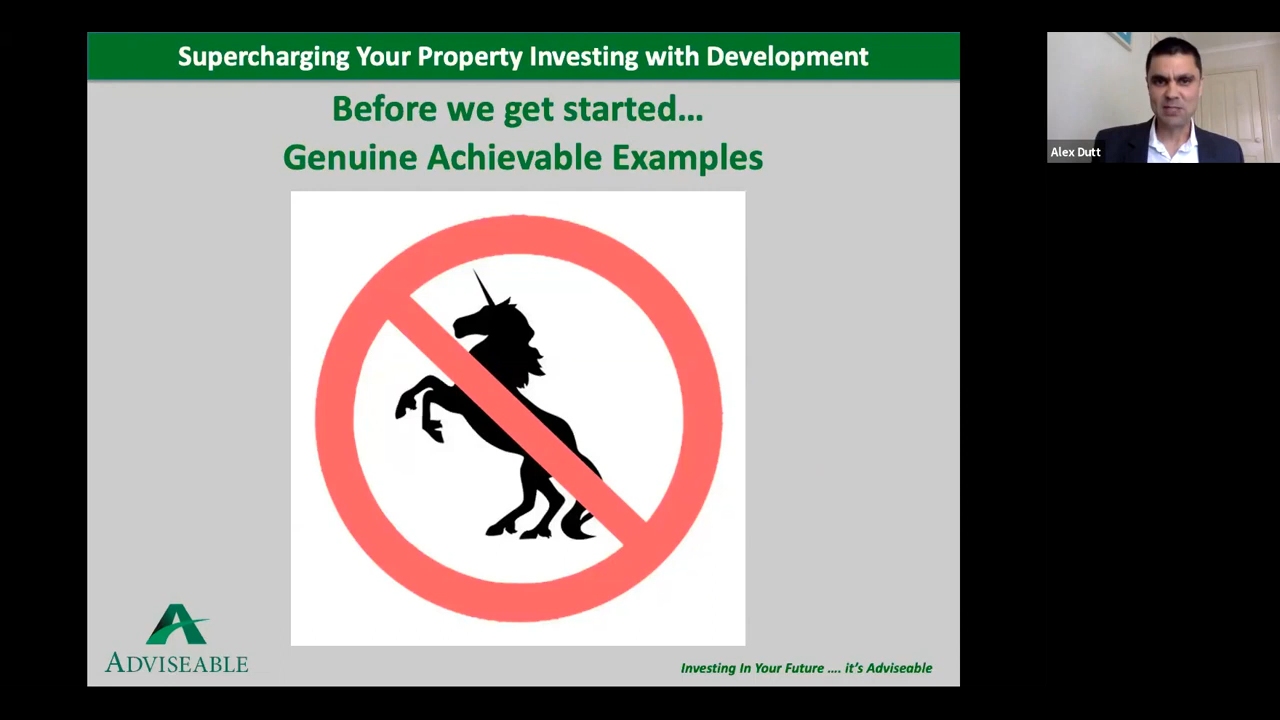 Supercharging Your Property Investing with Development
Before we get started...
Genuine Achievable Examples
Alex Dutt
ADVISEABLE
Investing In Your Future .... it's Adviseable